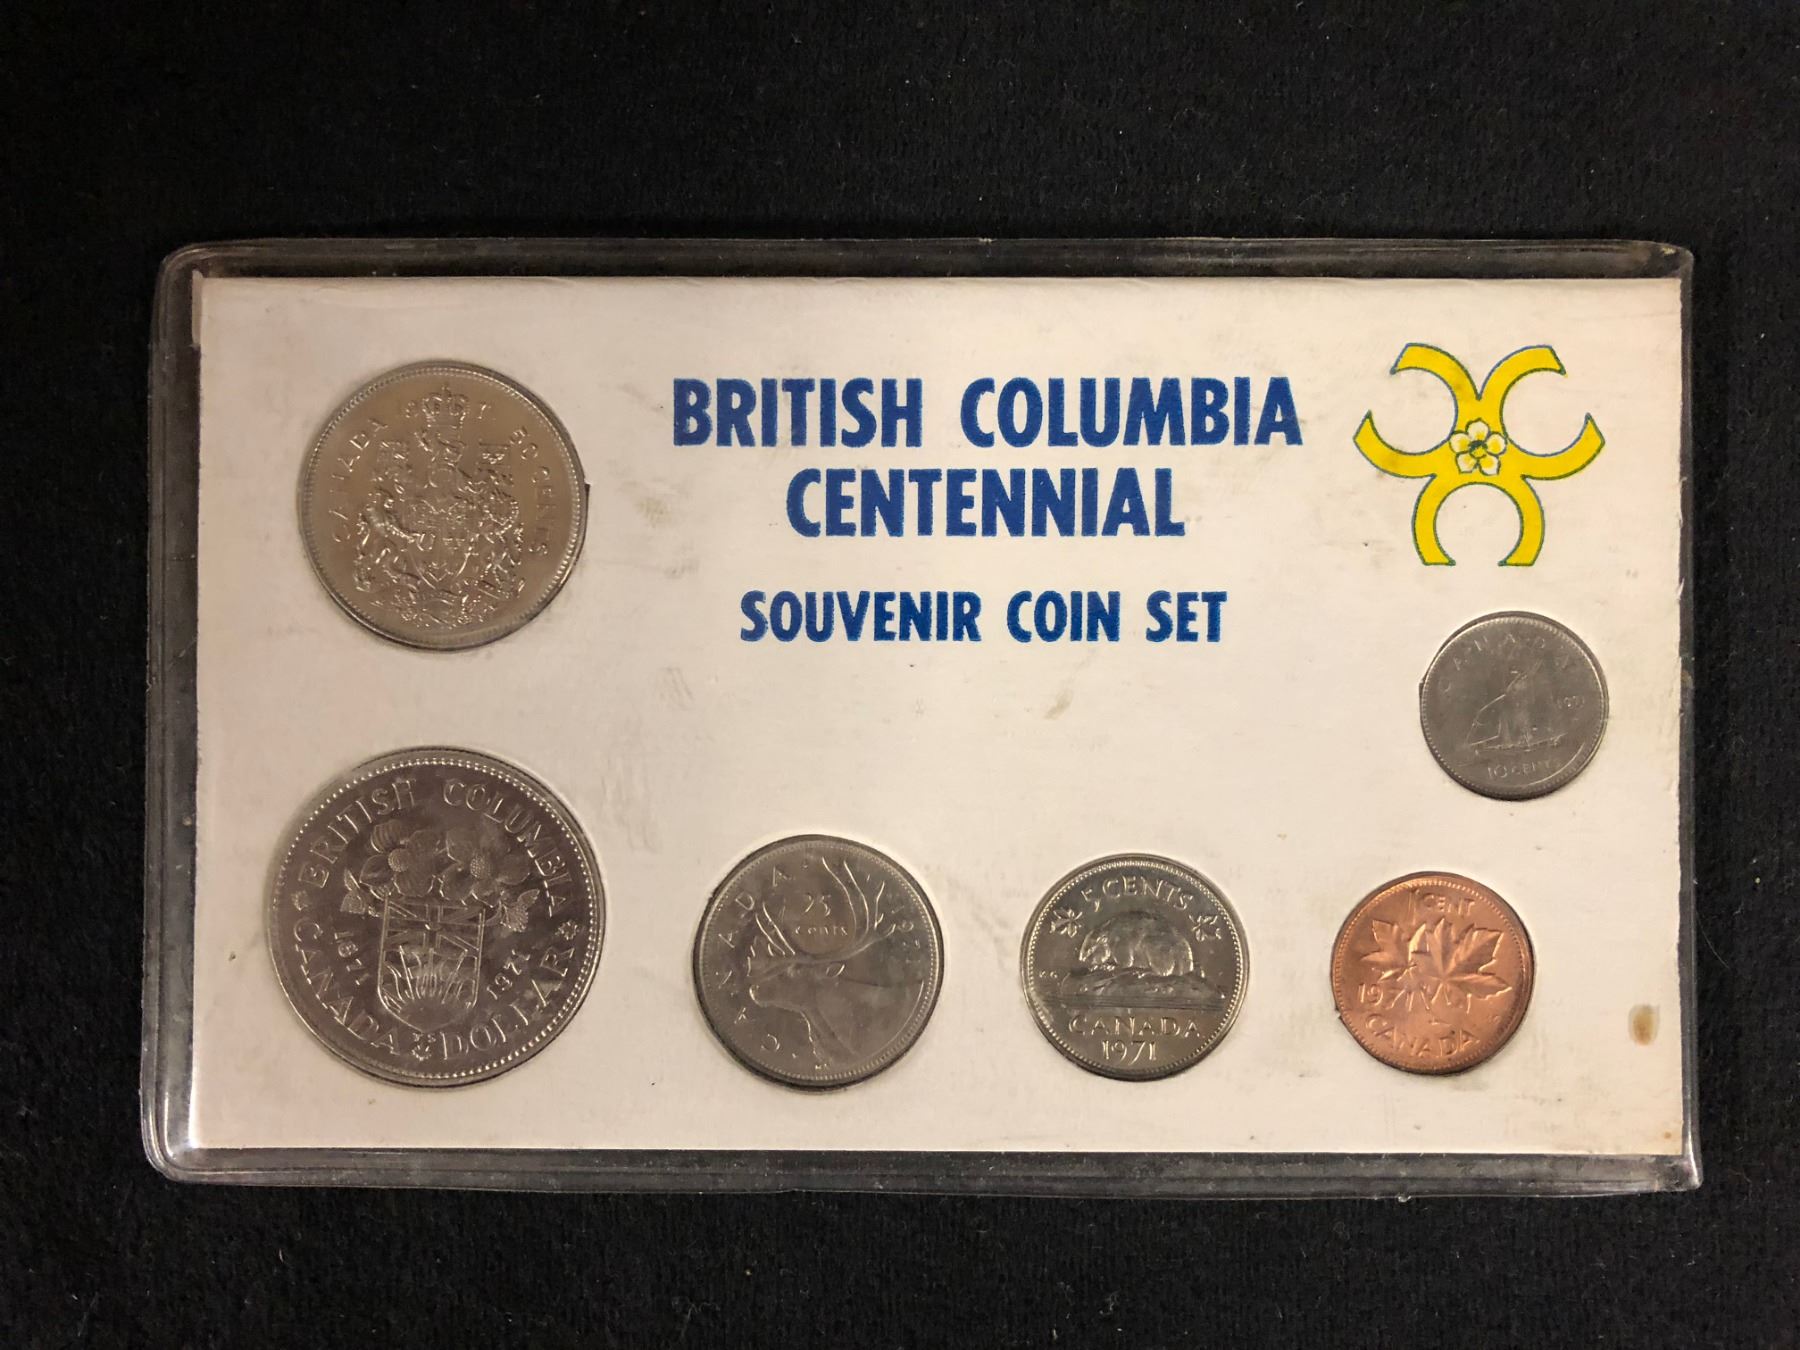 BRITISH COLUMBIA
CENTENNIAL
SOUVENIR COIN SET
CANADA 50 CENTS
CANADA
10 CENTS
BRITISH COLUMBIA
1871 1971
CANADA DOLLAR
CANADA
25
cents
5 CENTS
CANADA
1971
1 CENT
1971
CANADA